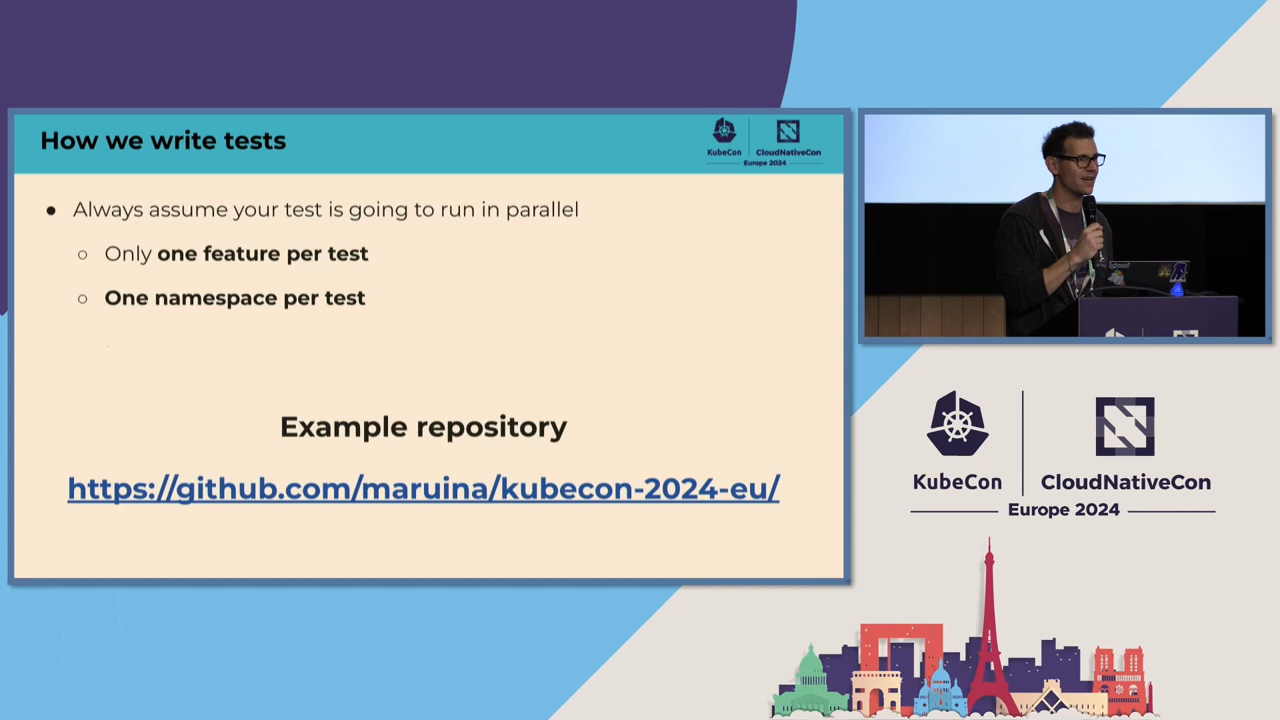 How we write tests
KubeCon
CloudNativeCon
Europe 2024
Always assume your test is going to run in parallel
Only one feature per test
One namespace per test
Example repository
https://github.com/maruina/kubecon-2024-eu/
KubeCon
CloudNativeCon
Europe 2024